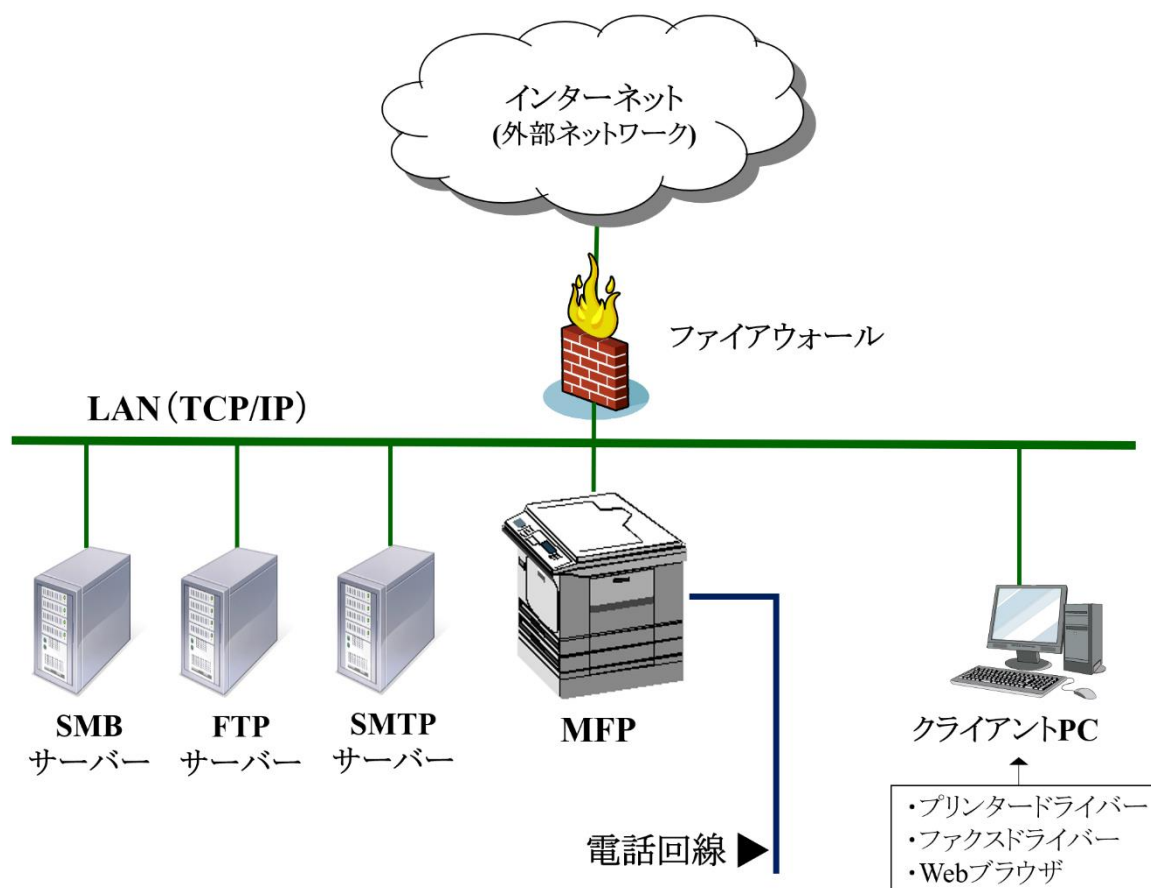 インターネット
(外部ネットワーク)
ファイアウォール
LAN(TCP/IP)
SMB
サーバー
FTP
サーバー
SMTP
サーバー
MFP
クライアントPC
・プリンタードライバー
・ファクスドライバー
・Webブラウザ
電話回線